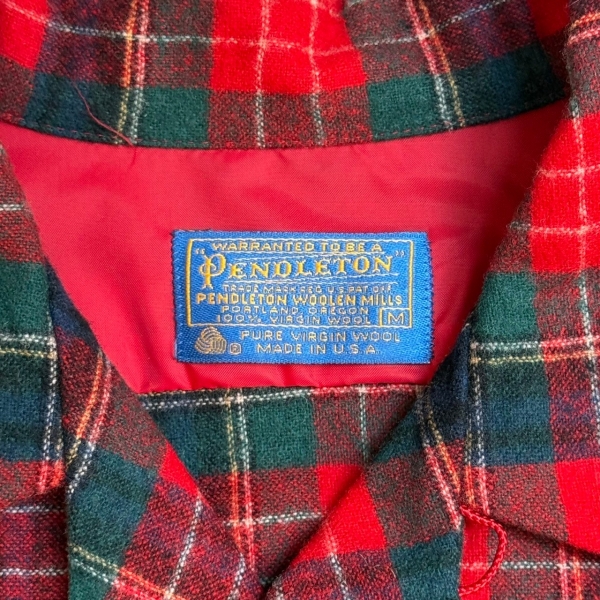 WARRANTED TO BE A
"PENDLETON"
TRADE MARK REG. U.S. PAT. OFF.
PENDLETON WOOLEN MILLS
PORTLAND, OREGON
100% VIRGIN WOOL M
PURE VIRGIN WOOL
® MADE IN U.S.A.